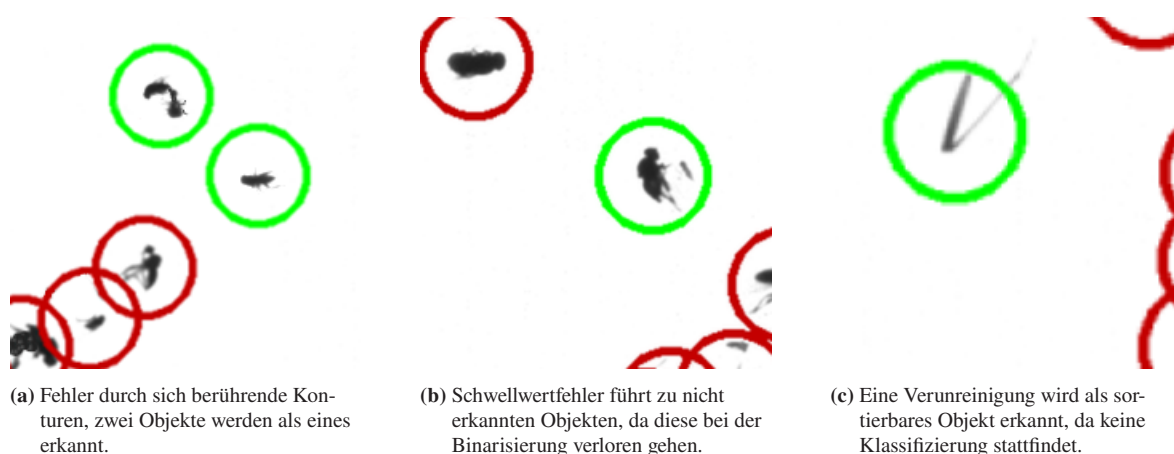 (a) Fehler durch sich berührende Kon-
turen, zwei Objekte werden als eines
erkannt.
(b) Schwellwertfehler führt zu nicht
erkannten Objekten, da diese bei der
Binarisierung verloren gehen.
(c) Eine Verunreinigung wird als sor-
tierbares Objekt erkannt, da keine
Klassifizierung stattfindet.